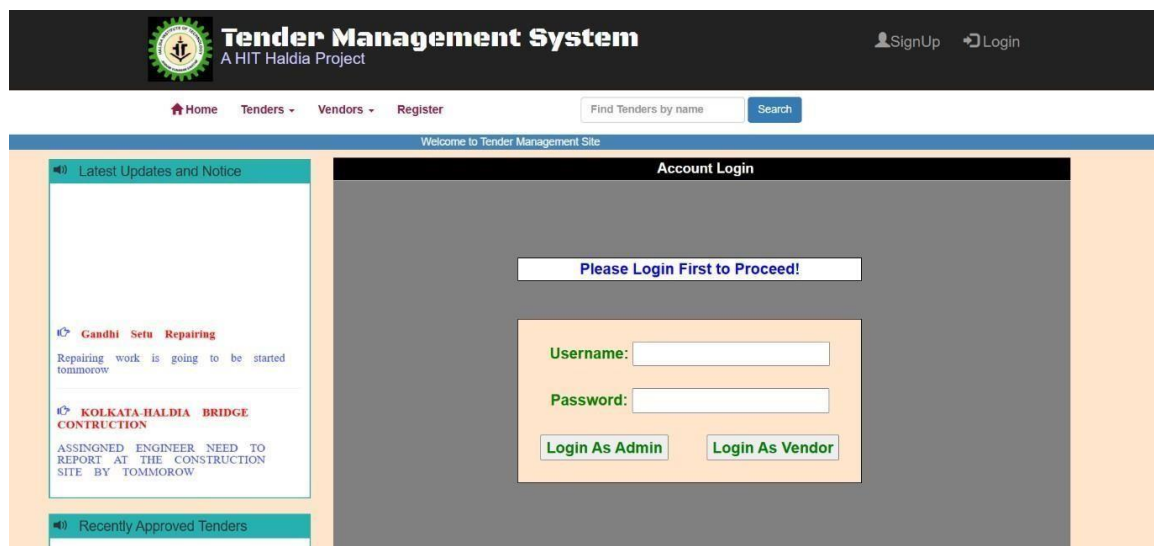 Tender Management System
A HIT Haldia Project
SignUp
Login
Home
Tenders
Vendors
Register
Find Tenders by name
Search
Welcome to Tender Management Site
Latest Updates and Notice
Gandhi Setu Repairing
Repairing work is going to be started
tommorow
KOLKATA-HALDIA BRIDGE
CONTRUCTION
ASSINGNED ENGINEER NEED TO
REPORT AT THE CONSTRUCTION
SITE BY TOMMOROW
Recently Approved Tenders
Account Login
Please Login First to Proceed!
Username:
Password:
Login As Admin
Login As Vendor